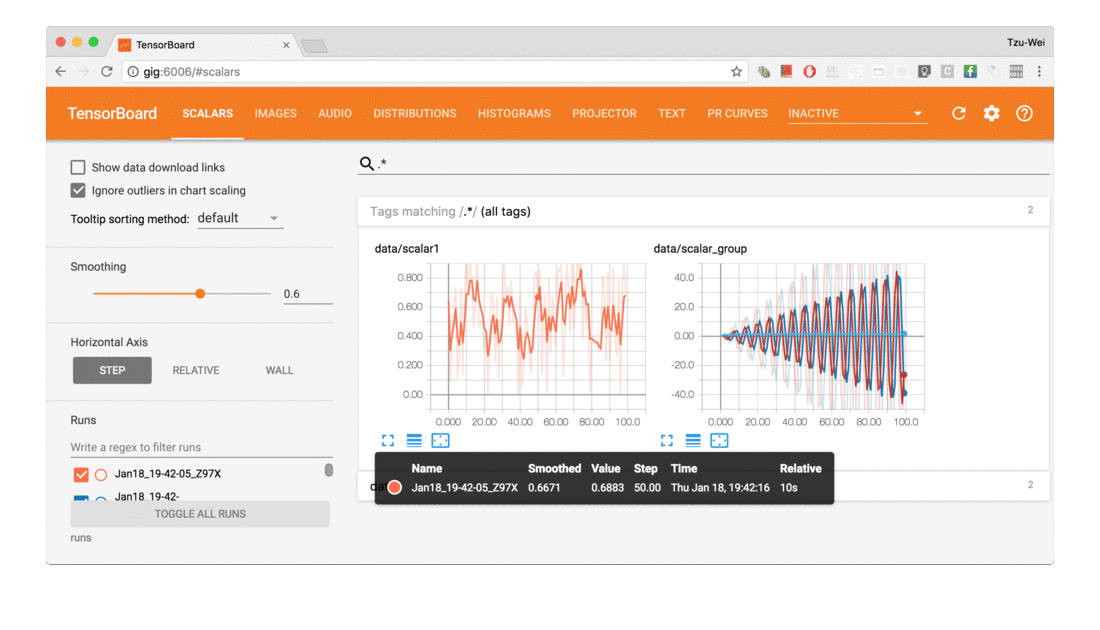 TensorBoard
Tzu-Wei
gig:6006/#scalars
TensorBoard SCALARS IMAGES AUDIO DISTRIBUTIONS HISTOGRAMS PROJECTOR TEXT PR CURVES INACTIVE
Show data download links
Ignore outliers in chart scaling
Tooltip sorting method: default
Smoothing
0.6
Horizontal Axis
STEP RELATIVE WALL
Runs
Write a regex to filter runs
Jan18_19-42-05_Z97X
Jan18_19-42-
TOGGLE ALL RUNS
runs
.*
Tags matching /.*/ (all tags) 2
data/scalar1
0.800
0.600
0.400
0.200
0.00
0.000 20.00 40.00 60.00 80.00 100.0
data/scalar_group
40.0
20.0
0.00
-20.0
-40.0
0.000 20.00 40.00 60.00 80.00 100.0
2
Name Smoothed Value Step Time Relative
Jan18_19-42-05_Z97X 0.6671 0.6883 50.00 Thu Jan 18, 19:42:16 10s